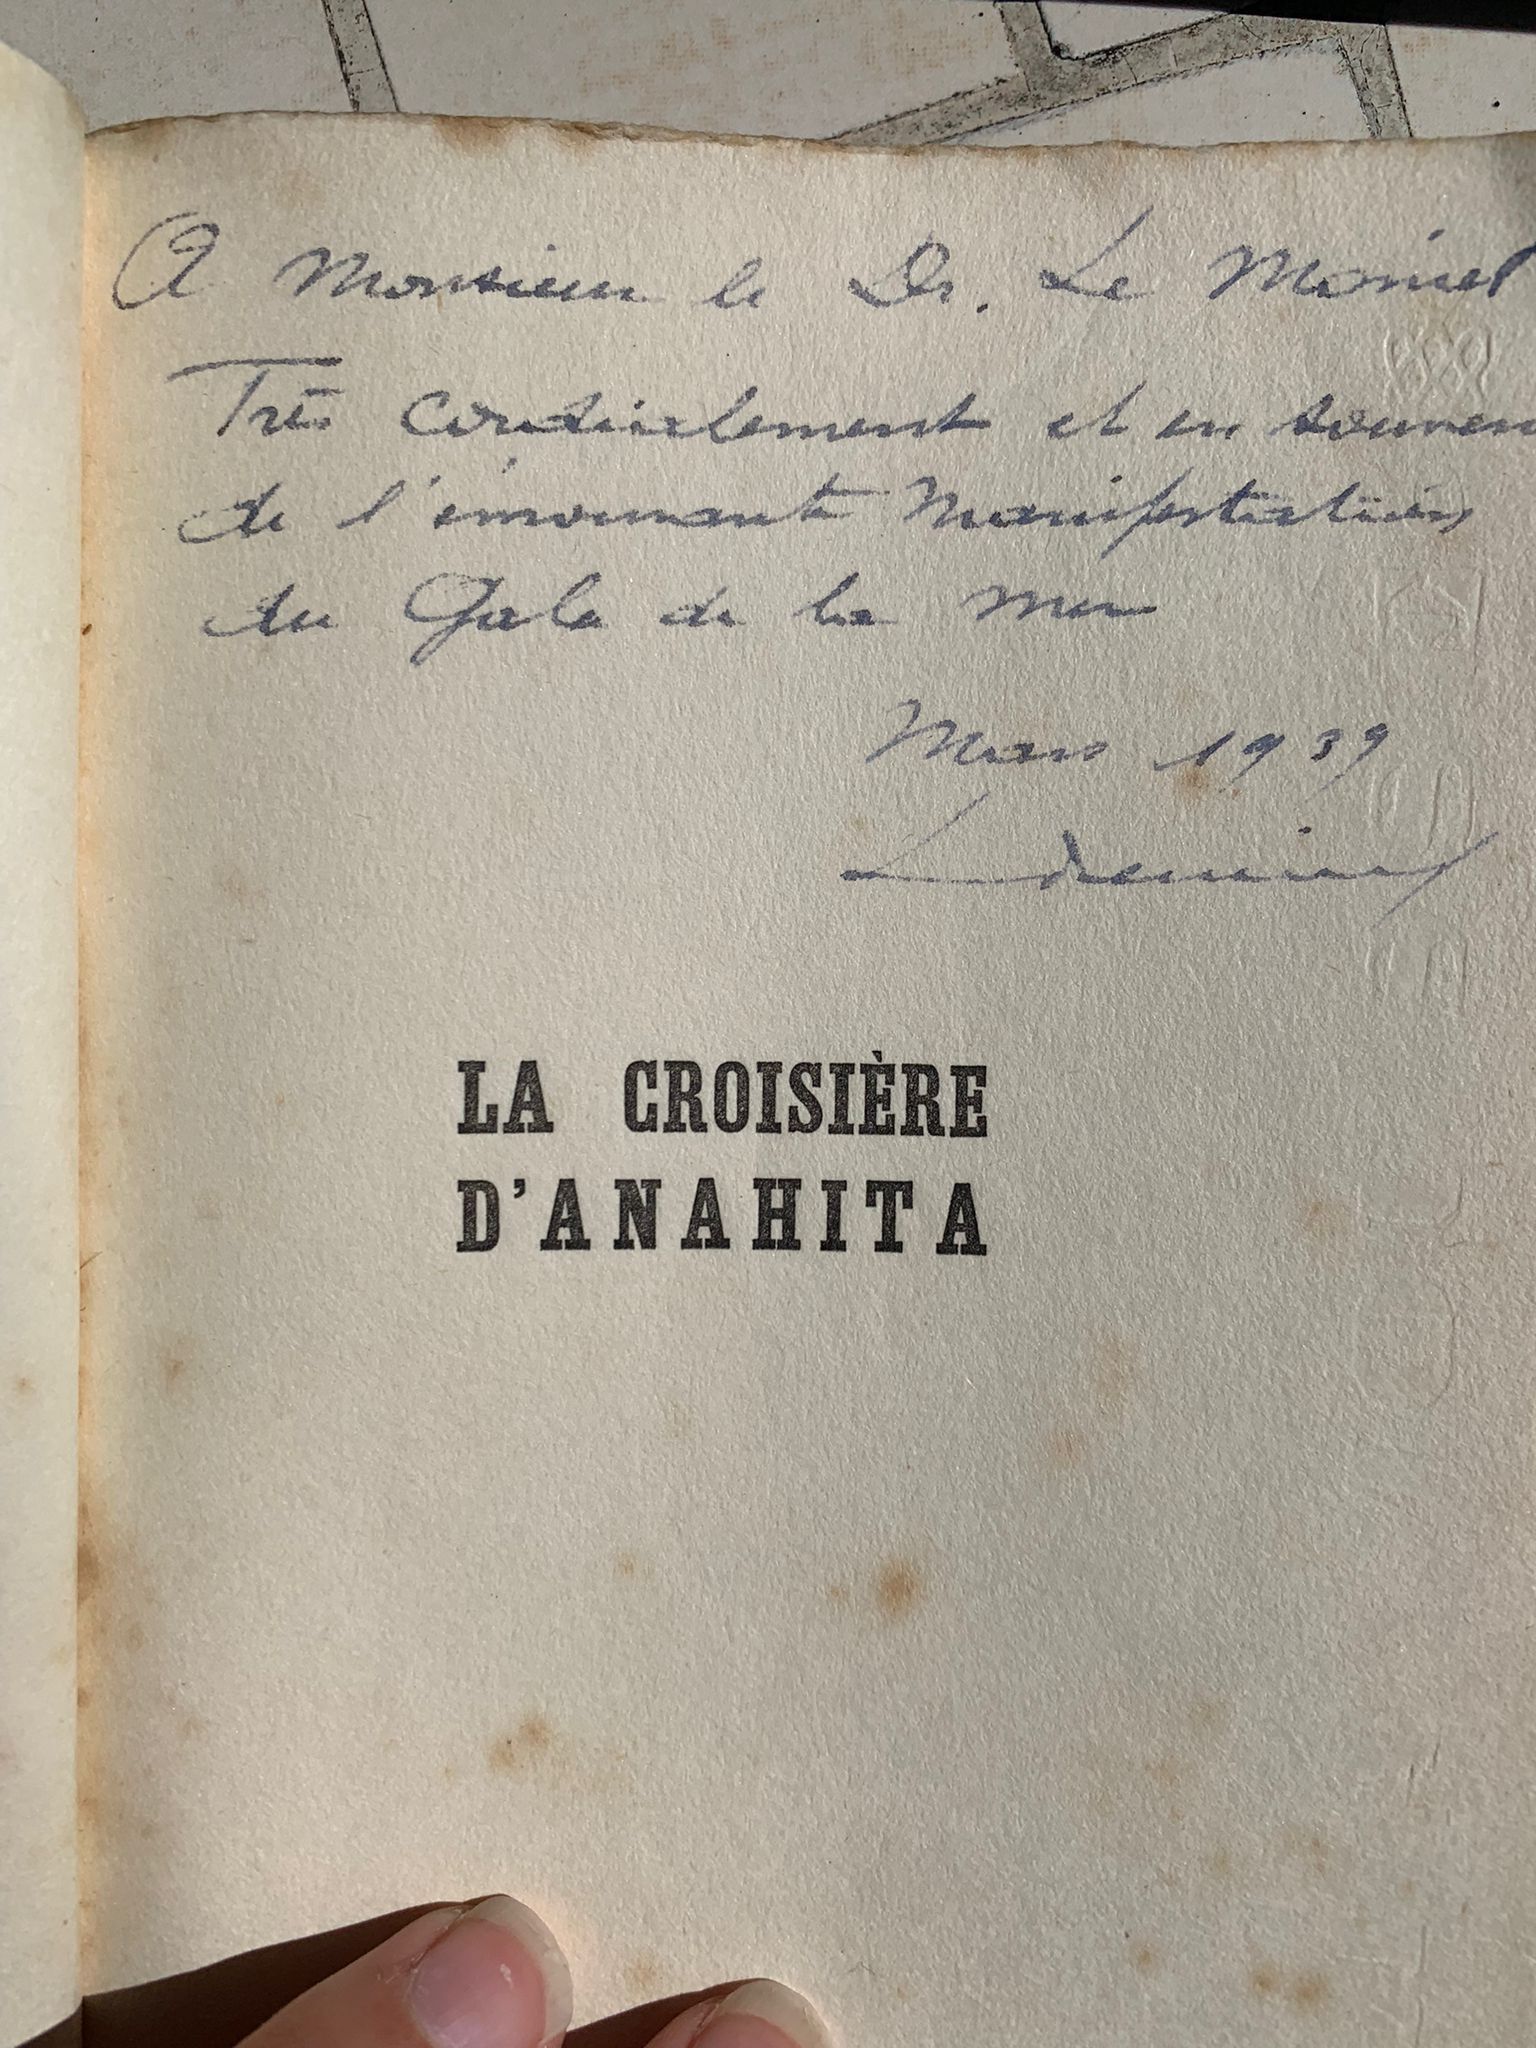 A Monsieur le Dr. Le Moniet
Très cordialement et en souven
de l'émouvante Manifestation
du Gala de la Mer
Mars 1939
LA CROISIÈRE
D'ANAHITA